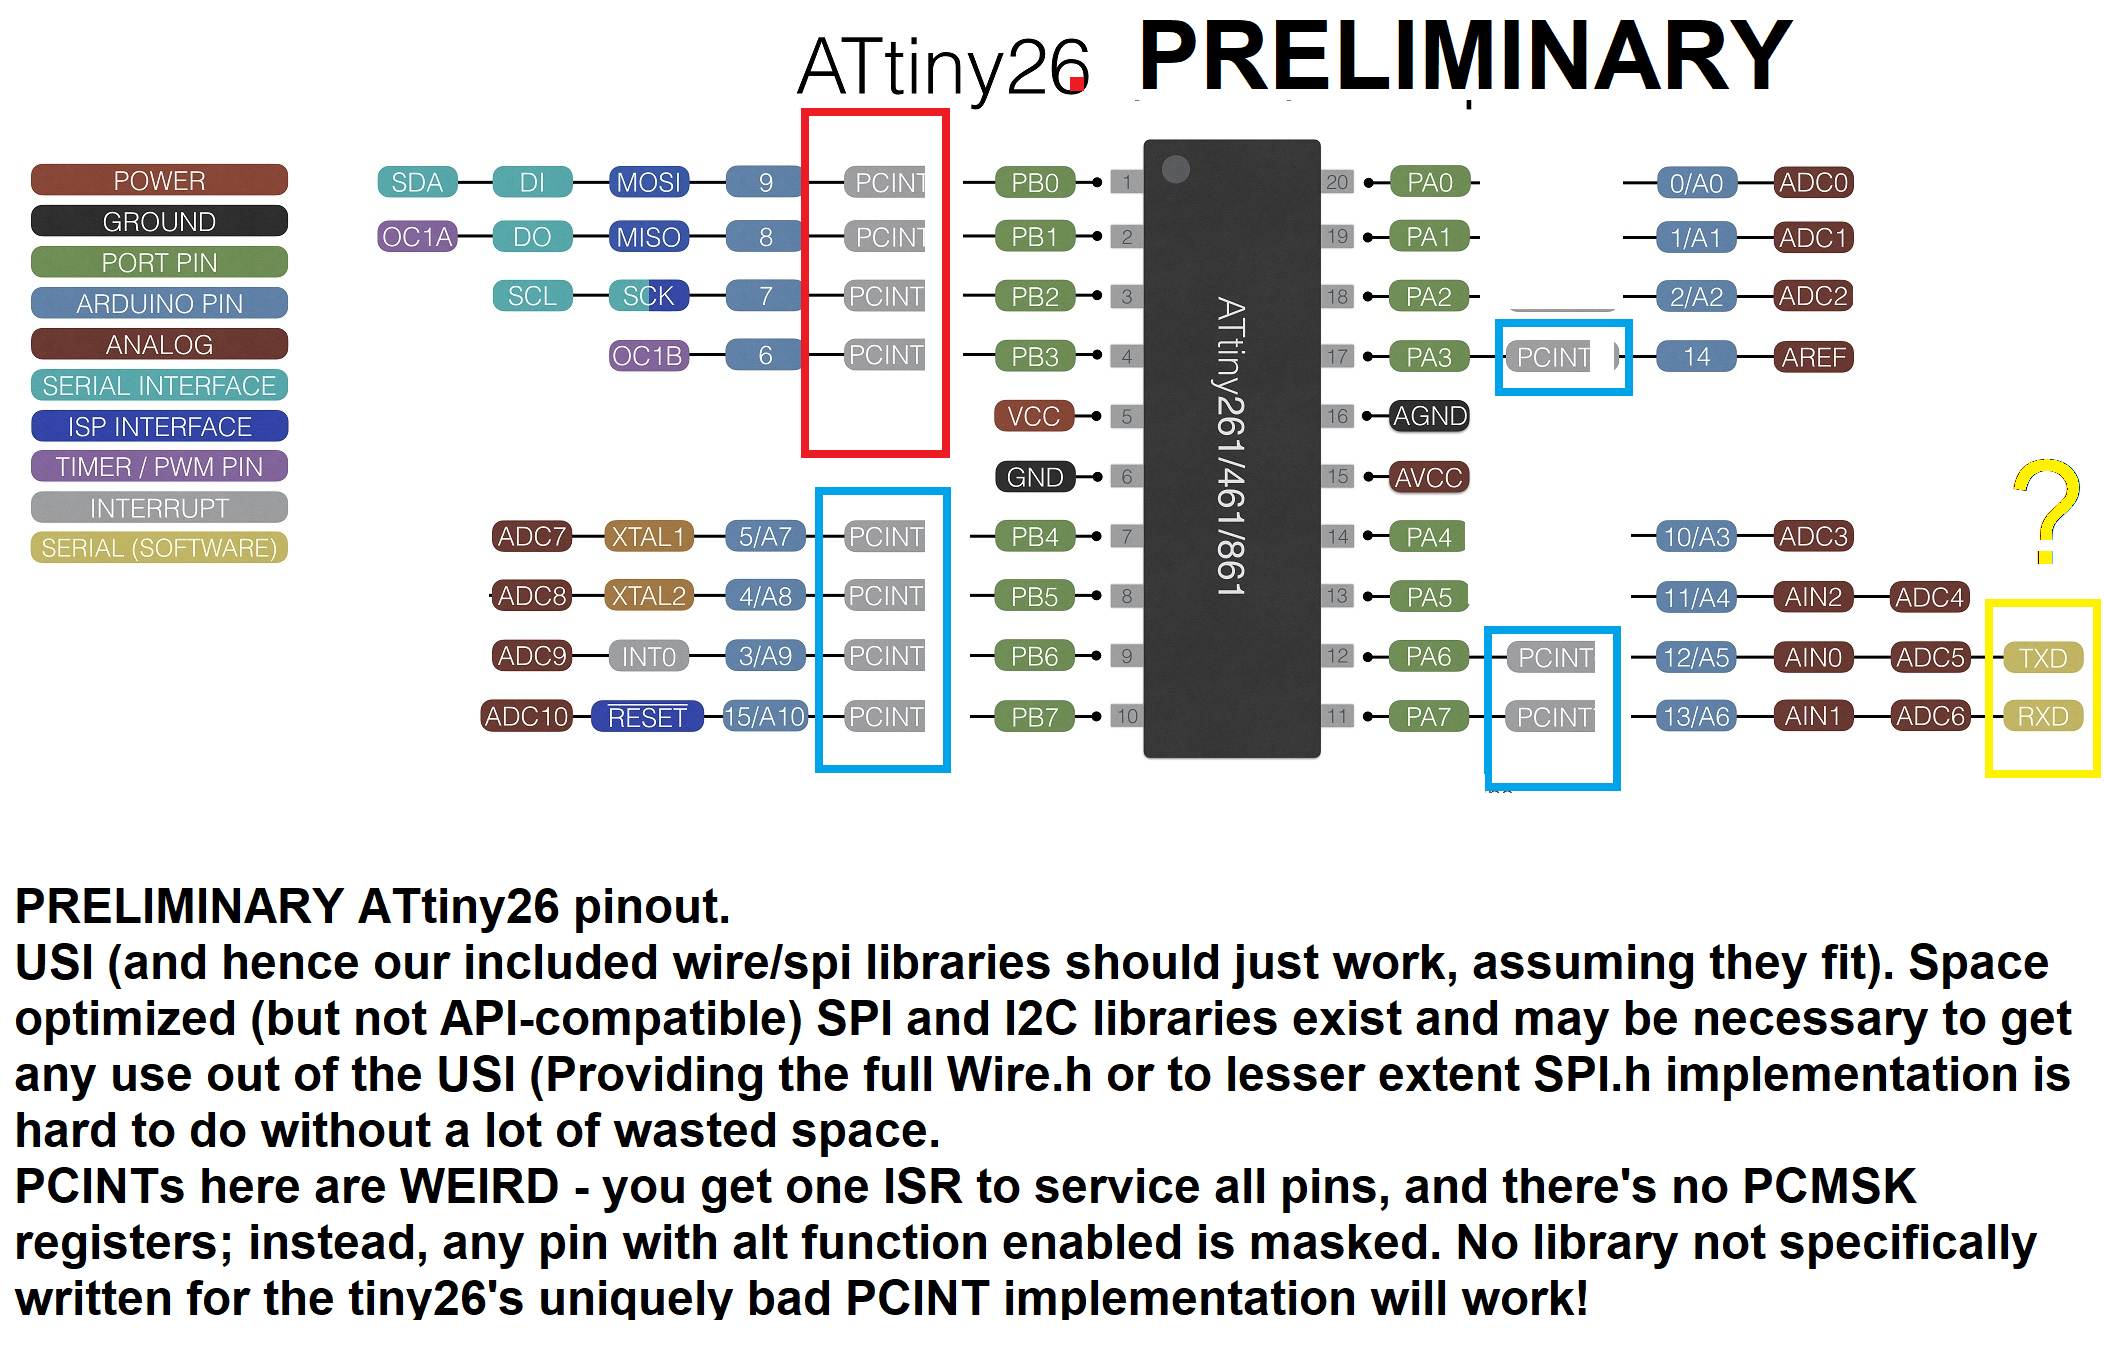 ATtiny26 PRELIMINARY
POWER
GROUND
PORT PIN
ARDUINO PIN
ANALOG
SERIAL INTERFACE
ISP INTERFACE
TIMER / PWM PIN
INTERRUPT
SERIAL (SOFTWARE)
SDA DI MOSI 9 PCINT PB0 1
OC1A DO MISO 8 PCINT PB1 2
SCL SCK 7 PCINT PB2 3
OC1B 6 PCINT PB3 4
VCC 5
GND 6
ADC7 XTAL1 5/A7 PCINT PB4 7
ADC8 XTAL2 4/A8 PCINT PB5 8
ADC9 INT0 3/A9 PCINT PB6 9
ADC10 RESET 15/A10 PCINT PB7 10
ATtiny261/461/861
20 PA0 0/A0 ADC0
19 PA1 1/A1 ADC1
18 PA2 2/A2 ADC2
17 PA3 PCINT 14 AREF
16 AGND
15 AVCC
14 PA4 10/A3 ADC3
13 PA5 11/A4 AIN2 ADC4
12 PA6 PCINT 12/A5 AIN0 ADC5 TXD
11 PA7 PCINT 13/A6 AIN1 ADC6 RXD
?
PRELIMINARY ATtiny26 pinout.
USI (and hence our included wire/spi libraries should just work, assuming they fit). Space
optimized (but not API-compatible) SPI and I2C libraries exist and may be necessary to get
any use out of the USI (Providing the full Wire.h or to lesser extent SPI.h implementation is
hard to do without a lot of wasted space.
PCINTs here are WEIRD - you get one ISR to service all pins, and there's no PCMSK
registers; instead, any pin with alt function enabled is masked. No library not specifically
written for the tiny26's uniquely bad PCINT implementation will work!